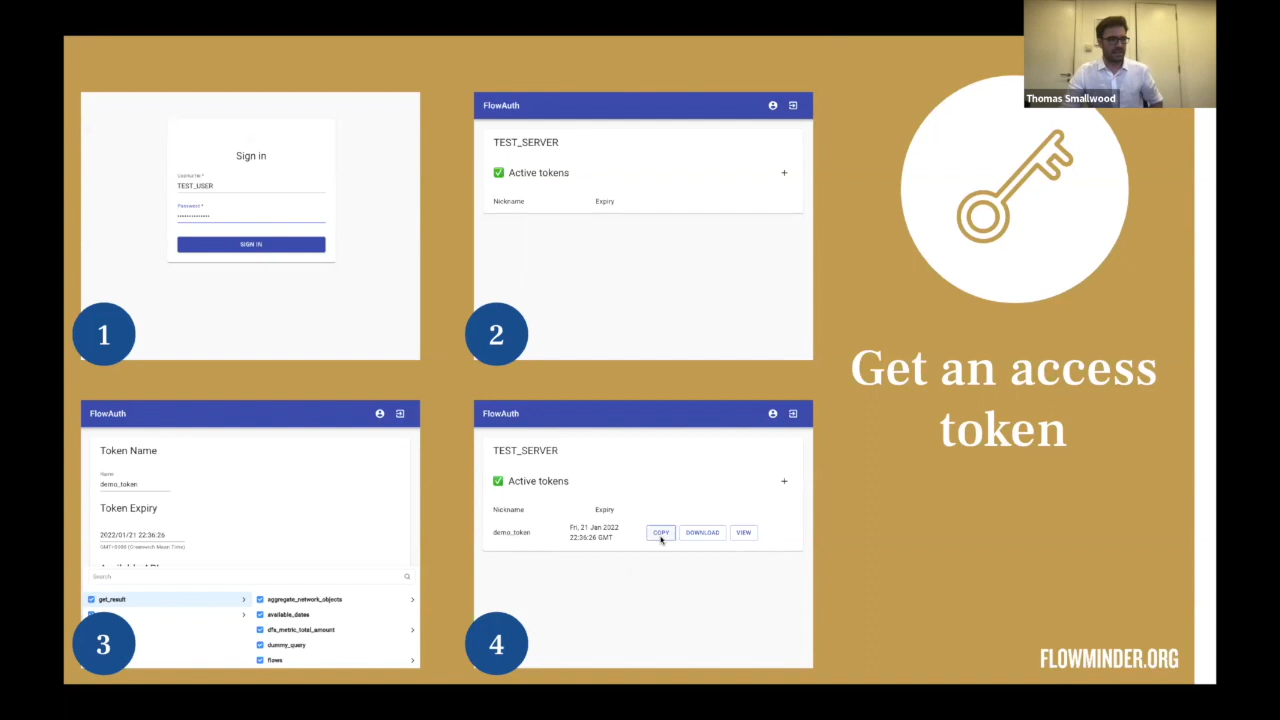 Thomas Smallwood
Sign in
Username *
TEST_USER
Password *
SIGN IN
1
FlowAuth
TEST_SERVER
✅ Active tokens
+
Nickname Expiry
2
Get an access
token
FlowAuth
Token Name
Name
demo_token
Token Expiry
2022/01/21 22:36:26
GMT+0000 (Greenwich Mean Time)
Search
get_result
aggregate_network_objects
available_dates
dfs_metric_total_amount
dummy_query
flows
3
FlowAuth
TEST_SERVER
✅ Active tokens
+
Nickname Expiry
demo_token
Fri, 21 Jan 2022
22:36:26 GMT
COPY DOWNLOAD VIEW
4
FLOWMINDER.ORG